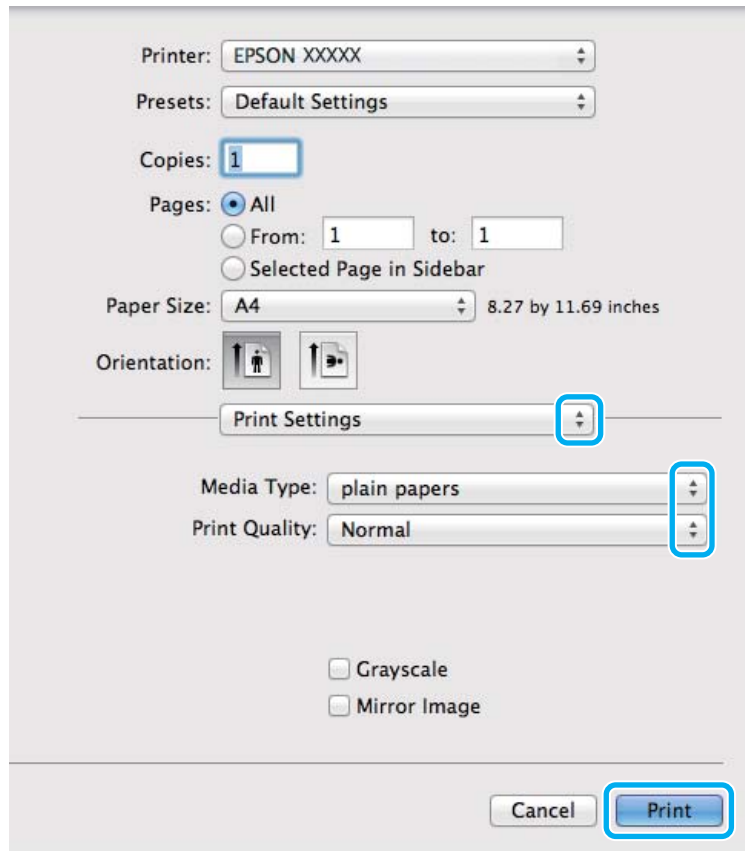 Printer: EPSON XXXXX
Presets: Default Settings
Copies: 1
Pages: All
From: 1 to: 1
Selected Page in Sidebar
Paper Size: A4 8.27 by 11.69 inches
Orientation:
Print Settings
Media Type: plain papers
Print Quality: Normal
Grayscale
Mirror Image
Cancel Print